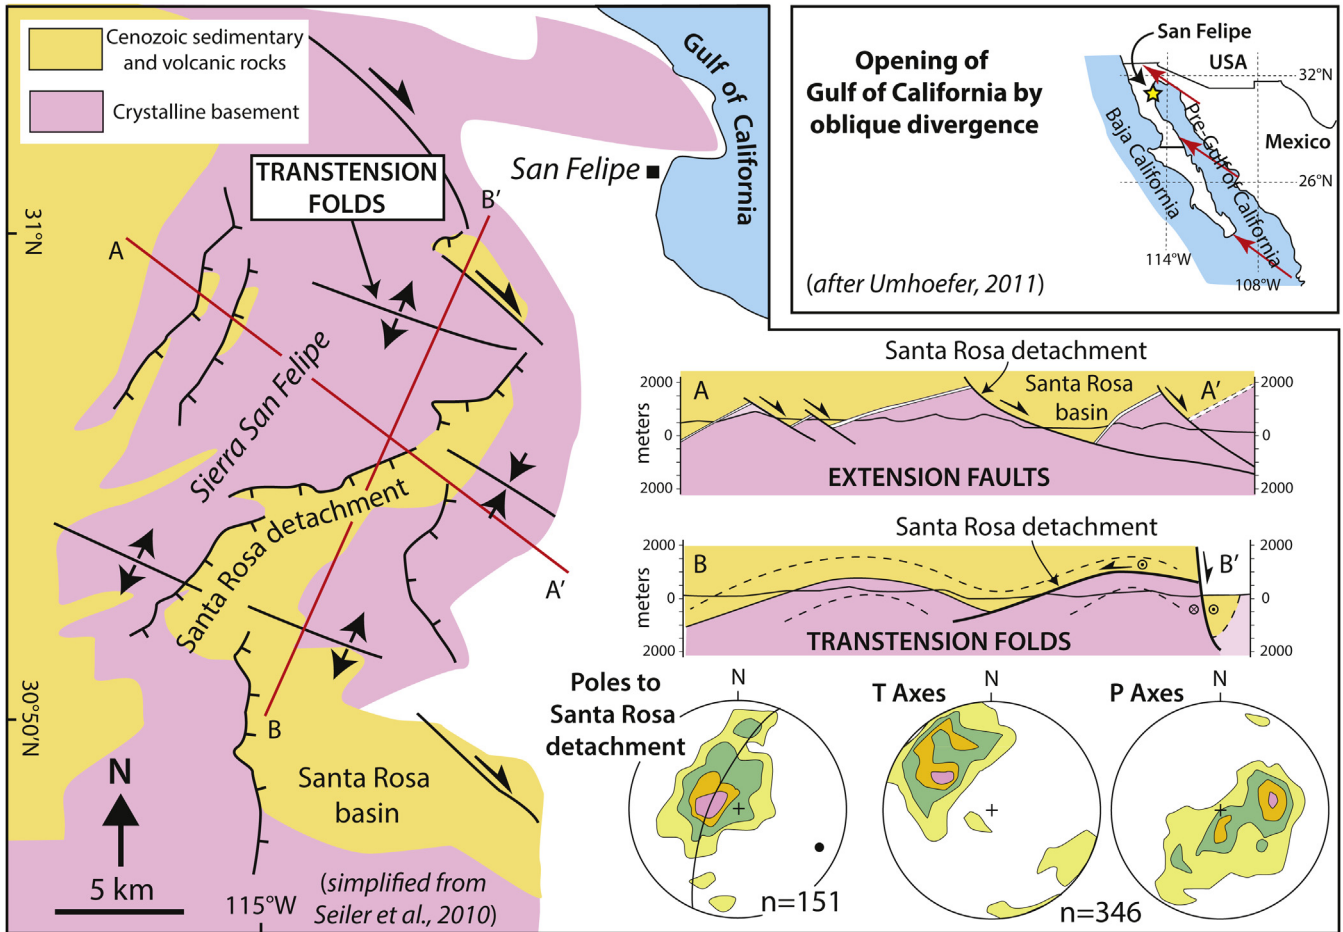 Cenozoic sedimentary
and volcanic rocks
Crystalline basement
TRANSTENSION
FOLDS
San Felipe
Gulf of California
31°N
A
B'
Sierra San Felipe
Santa Rosa detachment
A'
B
30°50'N
N
5 km
Santa Rosa
basin
115°W
(simplified from
Seiler et al., 2010)
Opening of
Gulf of California by
oblique divergence
(after Umhoefer, 2011)
San Felipe
USA
32°N
Mexico
26°N
Baja California
Pre-Gulf of California
114°W
108°W
Santa Rosa detachment
2000
0
2000
meters
A
Santa Rosa
basin
A'
2000
0
2000
EXTENSION FAULTS
Santa Rosa detachment
2000
0
2000
meters
B
B'
2000
0
2000
TRANSTENSION FOLDS
Poles to
Santa Rosa
detachment
N
n=151
T Axes
N
n=346
P Axes
N